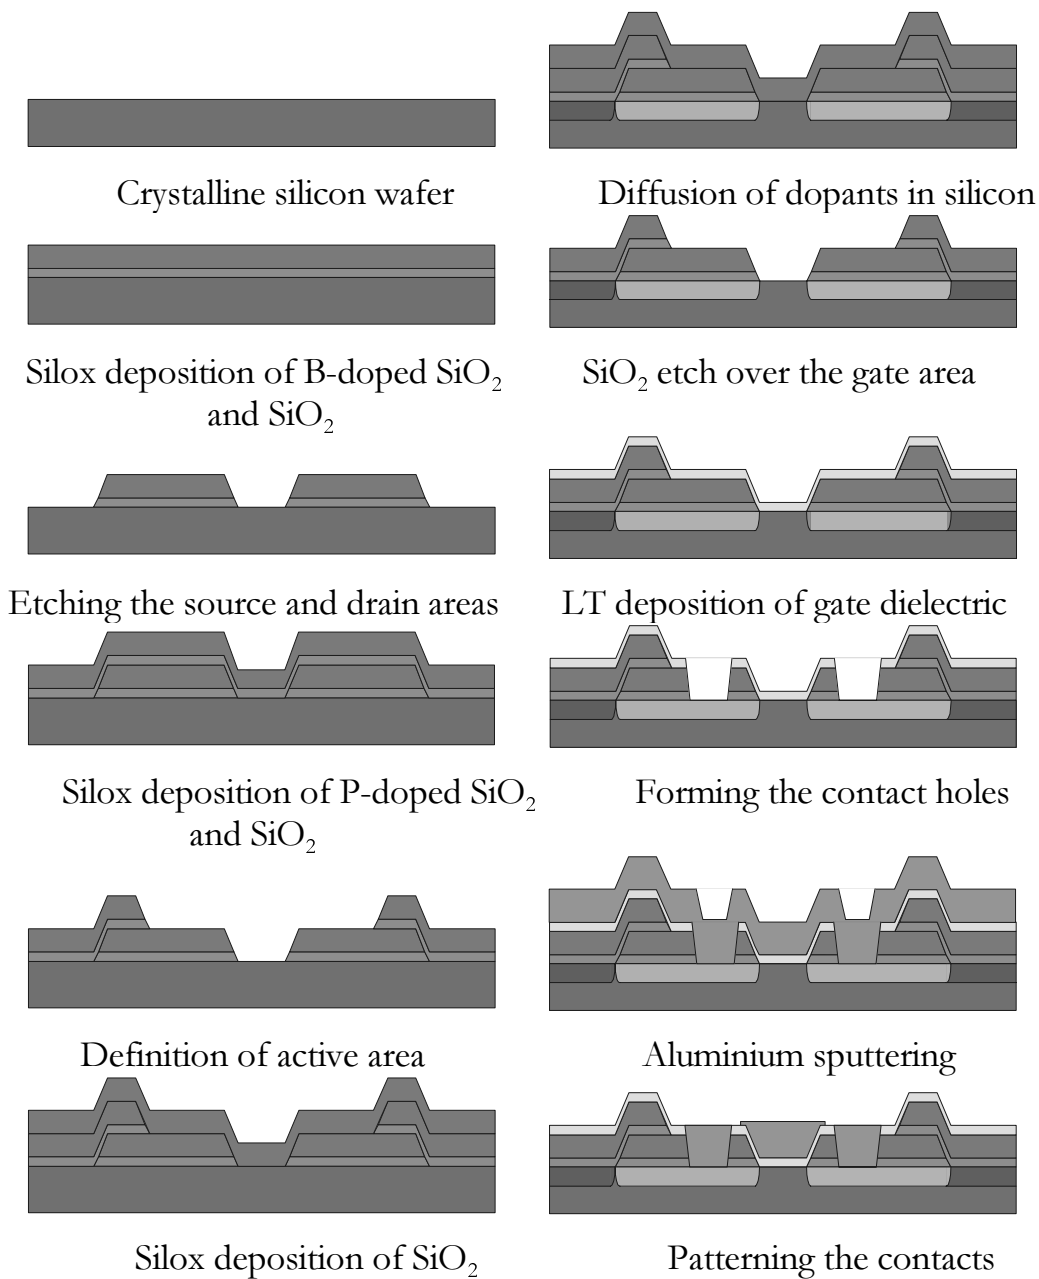 Crystalline silicon wafer
Silox deposition of B-doped SiO₂
and SiO₂
Etching the source and drain areas
Silox deposition of P-doped SiO₂
and SiO₂
Definition of active area
Silox deposition of SiO₂
Diffusion of dopants in silicon
SiO₂ etch over the gate area
LT deposition of gate dielectric
Forming the contact holes
Aluminium sputtering
Patterning the contacts